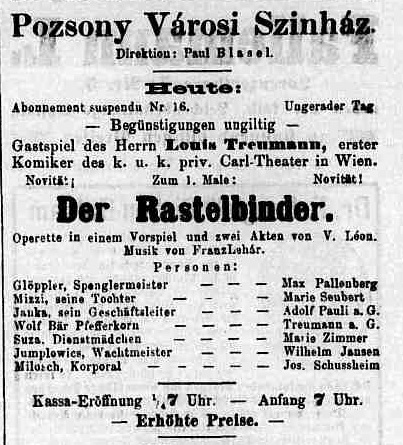 Pozsony Városi Szinház.
Direktion: Paul Blasel.
Heute:
Abonnement suspendu Nr. 16. Ungerader Tag
— Begünstigungen ungiltig —
Gastspiel des Herrn Louis Treumann, erster
Komiker des k. u. k. priv. Carl-Theater in Wien.
Novität! Zum 1. Male: Novität!
Der Rastelbinder.
Operette in einem Vorspiel und zwei Akten von V. Léon.
Musik von FranzLehár.
Personen:
Glöppler, Spenglermeister — — — Max Pallenberg
Mizzi, seine Tochter — — — Marie Seubert
Janku, sein Geschäftsleiter — — Adolf Pauli a. G.
Wolf Bär Pfefferkorn — — — Treumann a. G.
Suza, Dienstmädchen — — — Marie Zimmer
Jumplowics, Wachtmeister — — Wilhelm Jansen
Milosch, Korporal — — — Jos. Schussheim
Kassa-Eröffnung ¼7 Uhr. — Anfang 7 Uhr.
— Erhöhte Preise. —